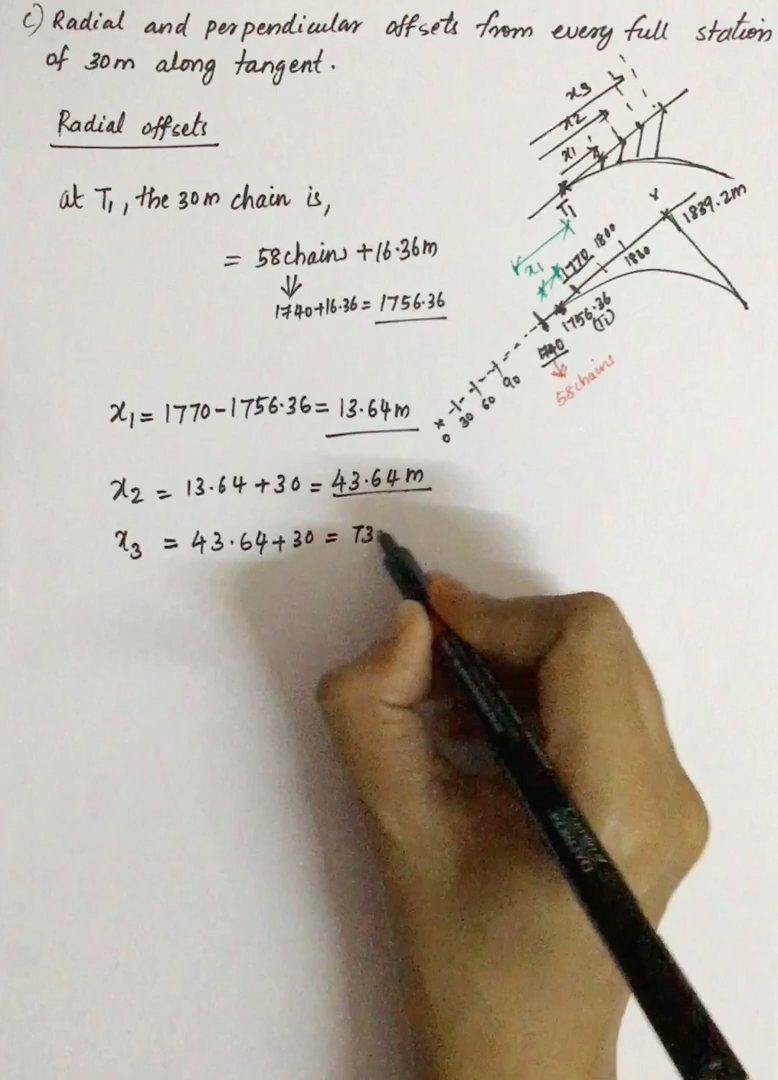 c) Radial and perpendicular offsets from every full station
of 30m along tangent.
Radial offsets
at T1, the 30m chain is,
= 58chains + 16.36m
1740+16.36 = 1756.36
x1 = 1770-1756.36 = 13.64m
x2 = 13.64+30 = 43.64m
x3 = 43.64+30 = 73
x3
x2
x1
T1
x1
1770
1800
1830
V
1839.2m
1756.36
(T1)
1740
58chains
0
30
60
90